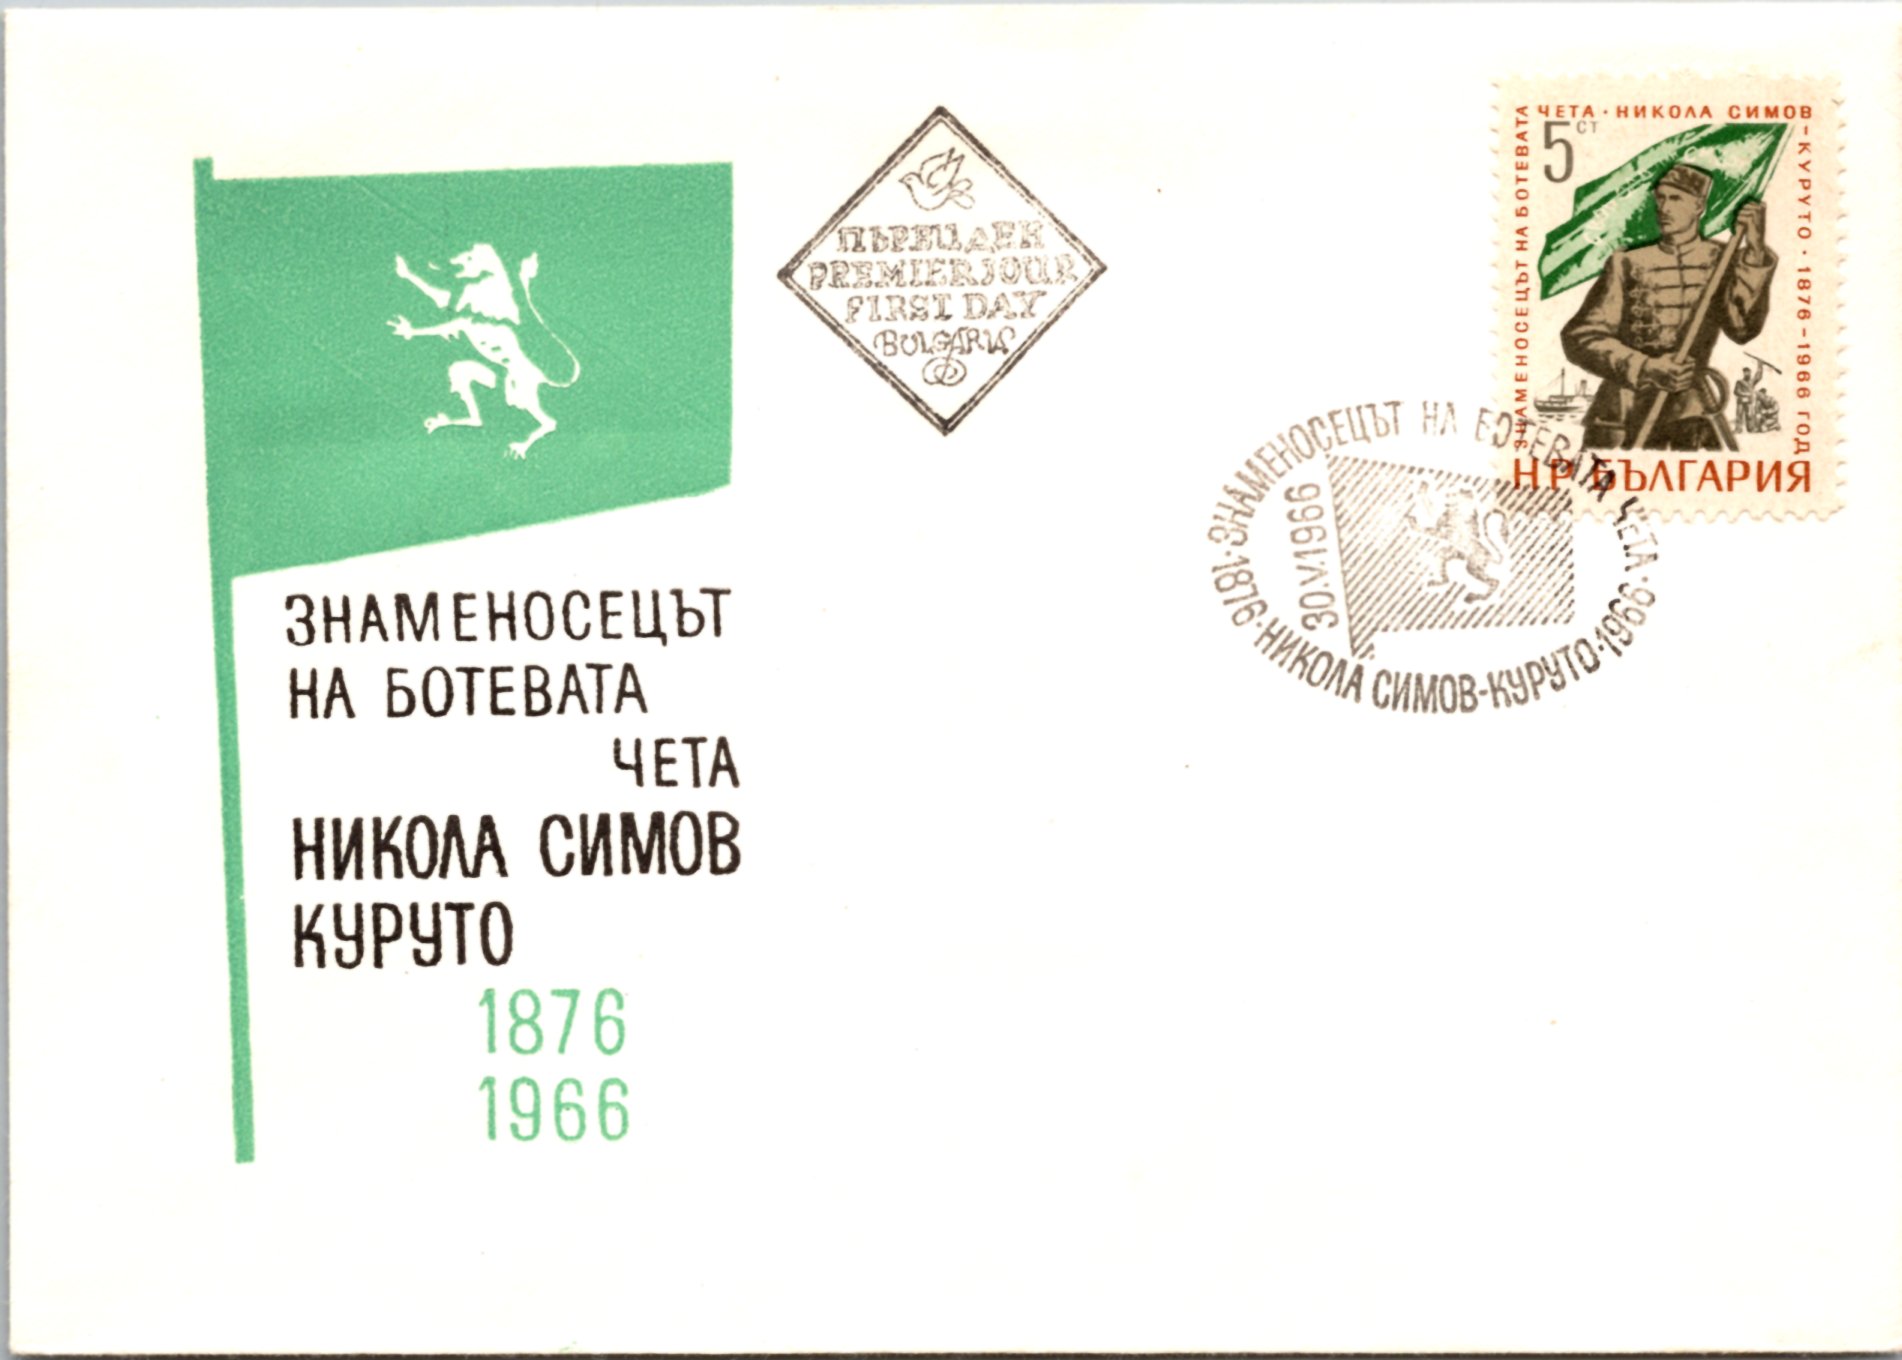 ЗНАМЕНОСЕЦЪТ
НА БОТЕВАТА
ЧЕТА
НИКОЛА СИМОВ
КУРУТО
1876
1966
ПЪРВИ ДЕН
PREMIER JOUR
FIRST DAY
BULGARIA
ЗНАМЕНОСЕЦЪТ НА БОТЕВАТА ЧЕТА · НИКОЛА СИМОВ - КУРУТО · 1876 - 1966 ГОД
5 СТ
НР БЪЛГАРИЯ
1876 · ЗНАМЕНОСЕЦЪТ НА БОТЕВАТА ЧЕТА ·
НИКОЛА СИМОВ-КУРУТО · 1966
30.V.1966